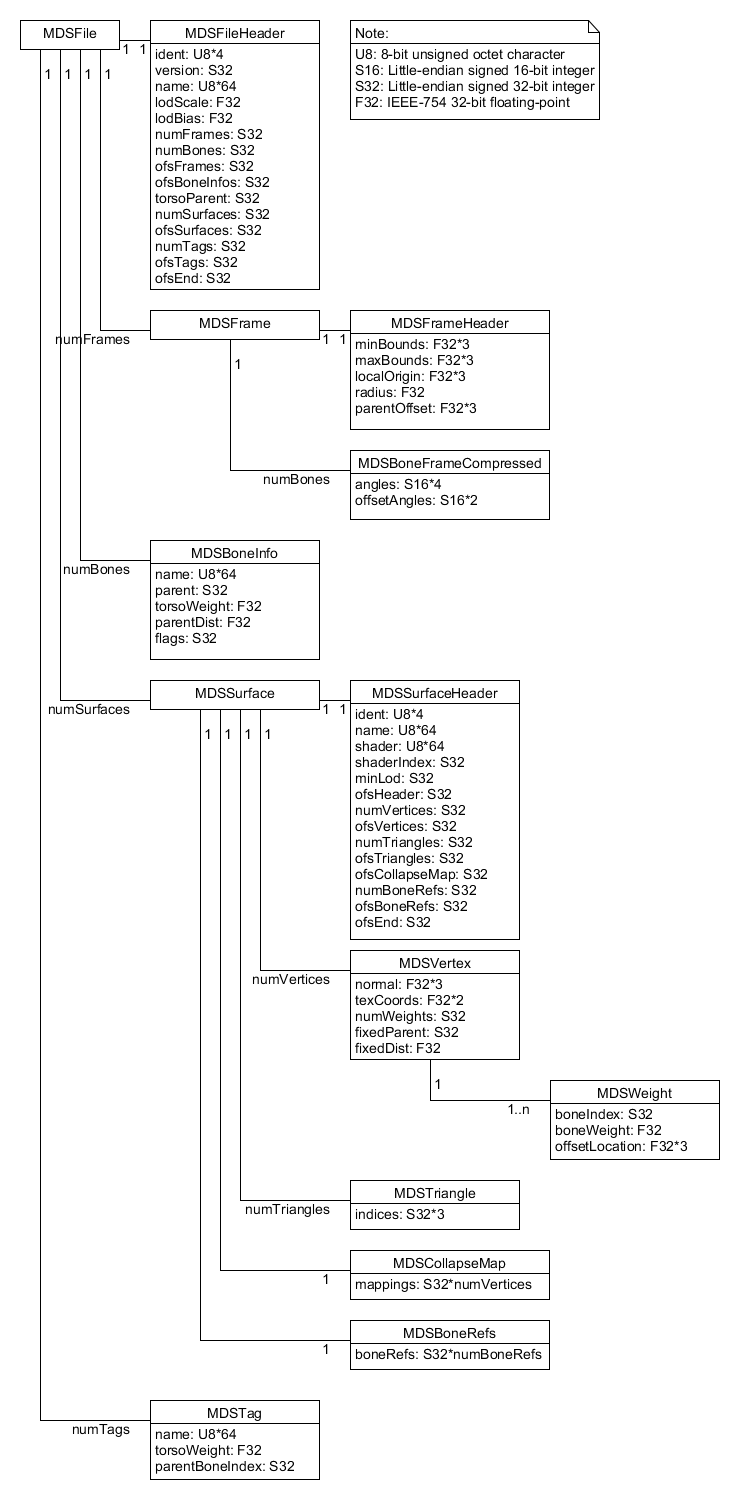 MDSFile
1 1
1 1 1 1
MDSFileHeader
ident: U8*4
version: S32
name: U8*64
lodScale: F32
lodBias: F32
numFrames: S32
numBones: S32
ofsFrames: S32
ofsBoneInfos: S32
torsoParent: S32
numSurfaces: S32
ofsSurfaces: S32
numTags: S32
ofsTags: S32
ofsEnd: S32
Note:
U8: 8-bit unsigned octet character
S16: Little-endian signed 16-bit integer
S32: Little-endian signed 32-bit integer
F32: IEEE-754 32-bit floating-point
numFrames
MDSFrame
1 1
1
MDSFrameHeader
minBounds: F32*3
maxBounds: F32*3
localOrigin: F32*3
radius: F32
parentOffset: F32*3
numBones
MDSBoneFrameCompressed
angles: S16*4
offsetAngles: S16*2
numBones
MDSBoneInfo
name: U8*64
parent: S32
torsoWeight: F32
parentDist: F32
flags: S32
numSurfaces
MDSSurface
1 1
1 1 1 1
MDSSurfaceHeader
ident: U8*4
name: U8*64
shader: U8*64
shaderIndex: S32
minLod: S32
ofsHeader: S32
numVertices: S32
ofsVertices: S32
numTriangles: S32
ofsTriangles: S32
ofsCollapseMap: S32
numBoneRefs: S32
ofsBoneRefs: S32
ofsEnd: S32
numVertices
MDSVertex
normal: F32*3
texCoords: F32*2
numWeights: S32
fixedParent: S32
fixedDist: F32
1
1..n
MDSWeight
boneIndex: S32
boneWeight: F32
offsetLocation: F32*3
numTriangles
MDSTriangle
indices: S32*3
1
MDSCollapseMap
mappings: S32*numVertices
1
MDSBoneRefs
boneRefs: S32*numBoneRefs
numTags
MDSTag
name: U8*64
torsoWeight: F32
parentBoneIndex: S32